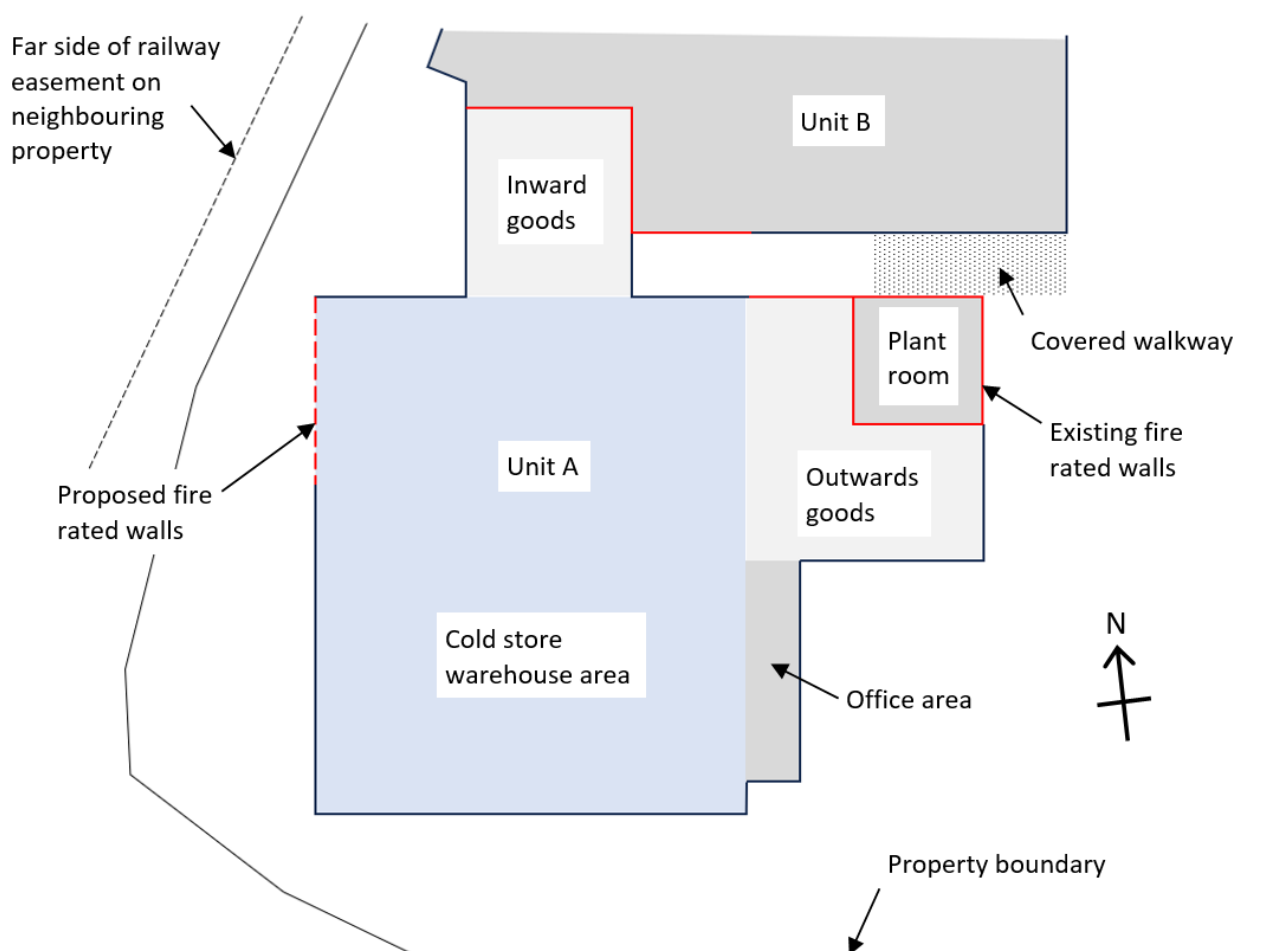 Far side of railway
easement on
neighbouring
property
Unit B
Inward
goods
Plant
room
Covered walkway
Existing fire
rated walls
Unit A
Outwards
goods
Proposed fire
rated walls
Cold store
warehouse area
N
Office area
Property boundary